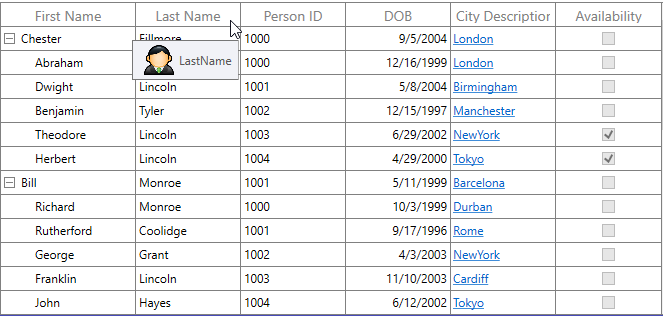 First Name Last Name Person ID DOB City Description Availability
Chester Fillmore 1000 9/5/2004 London
LastName
Abraham 1000 12/16/1999 London
Dwight Lincoln 1001 5/8/2004 Birmingham
Benjamin Tyler 1002 12/15/1997 Manchester
Theodore Lincoln 1003 6/29/2002 NewYork
Herbert Lincoln 1004 4/29/2000 Tokyo
Bill Monroe 1001 5/11/1999 Barcelona
Richard Monroe 1000 10/3/1999 Durban
Rutherford Coolidge 1001 9/17/1996 Rome
George Grant 1002 4/3/2003 NewYork
Franklin Lincoln 1003 11/10/2003 Cardiff
John Hayes 1004 6/12/2002 Tokyo